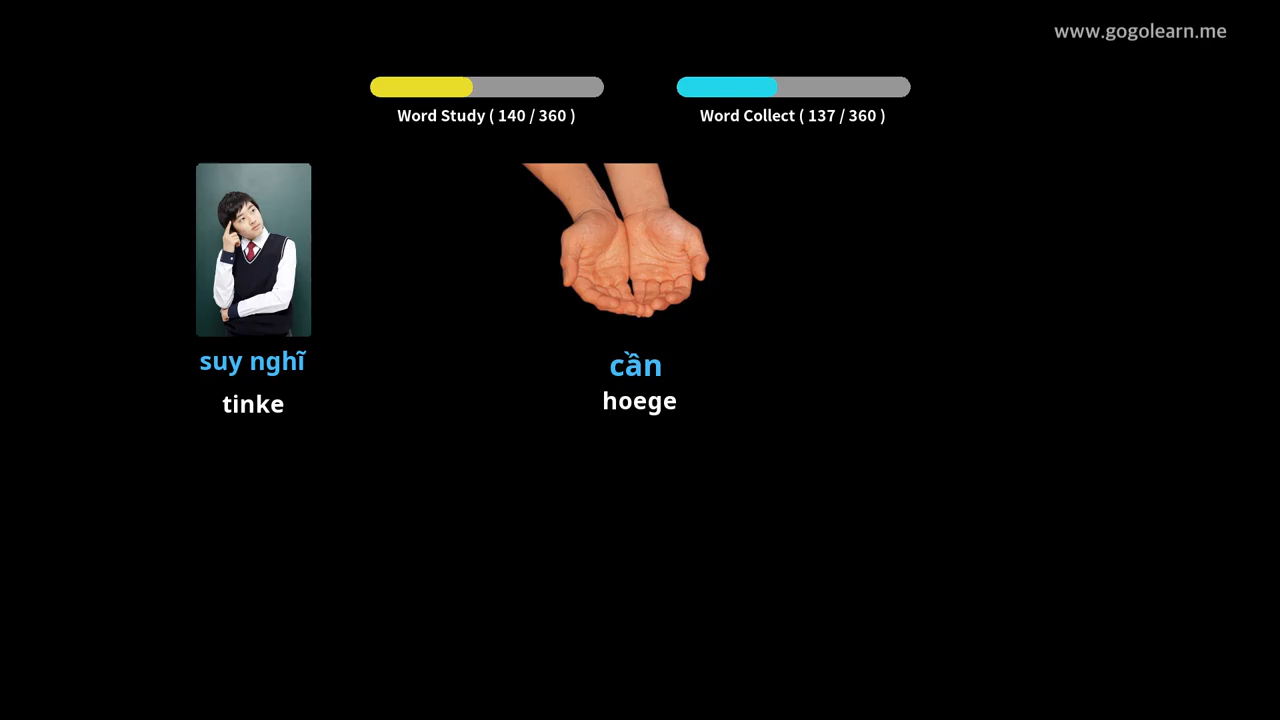 www.gogolearn.me
Word Study ( 140 / 360 )
Word Collect ( 137 / 360 )
suy nghĩ
tinke
cần
hoege